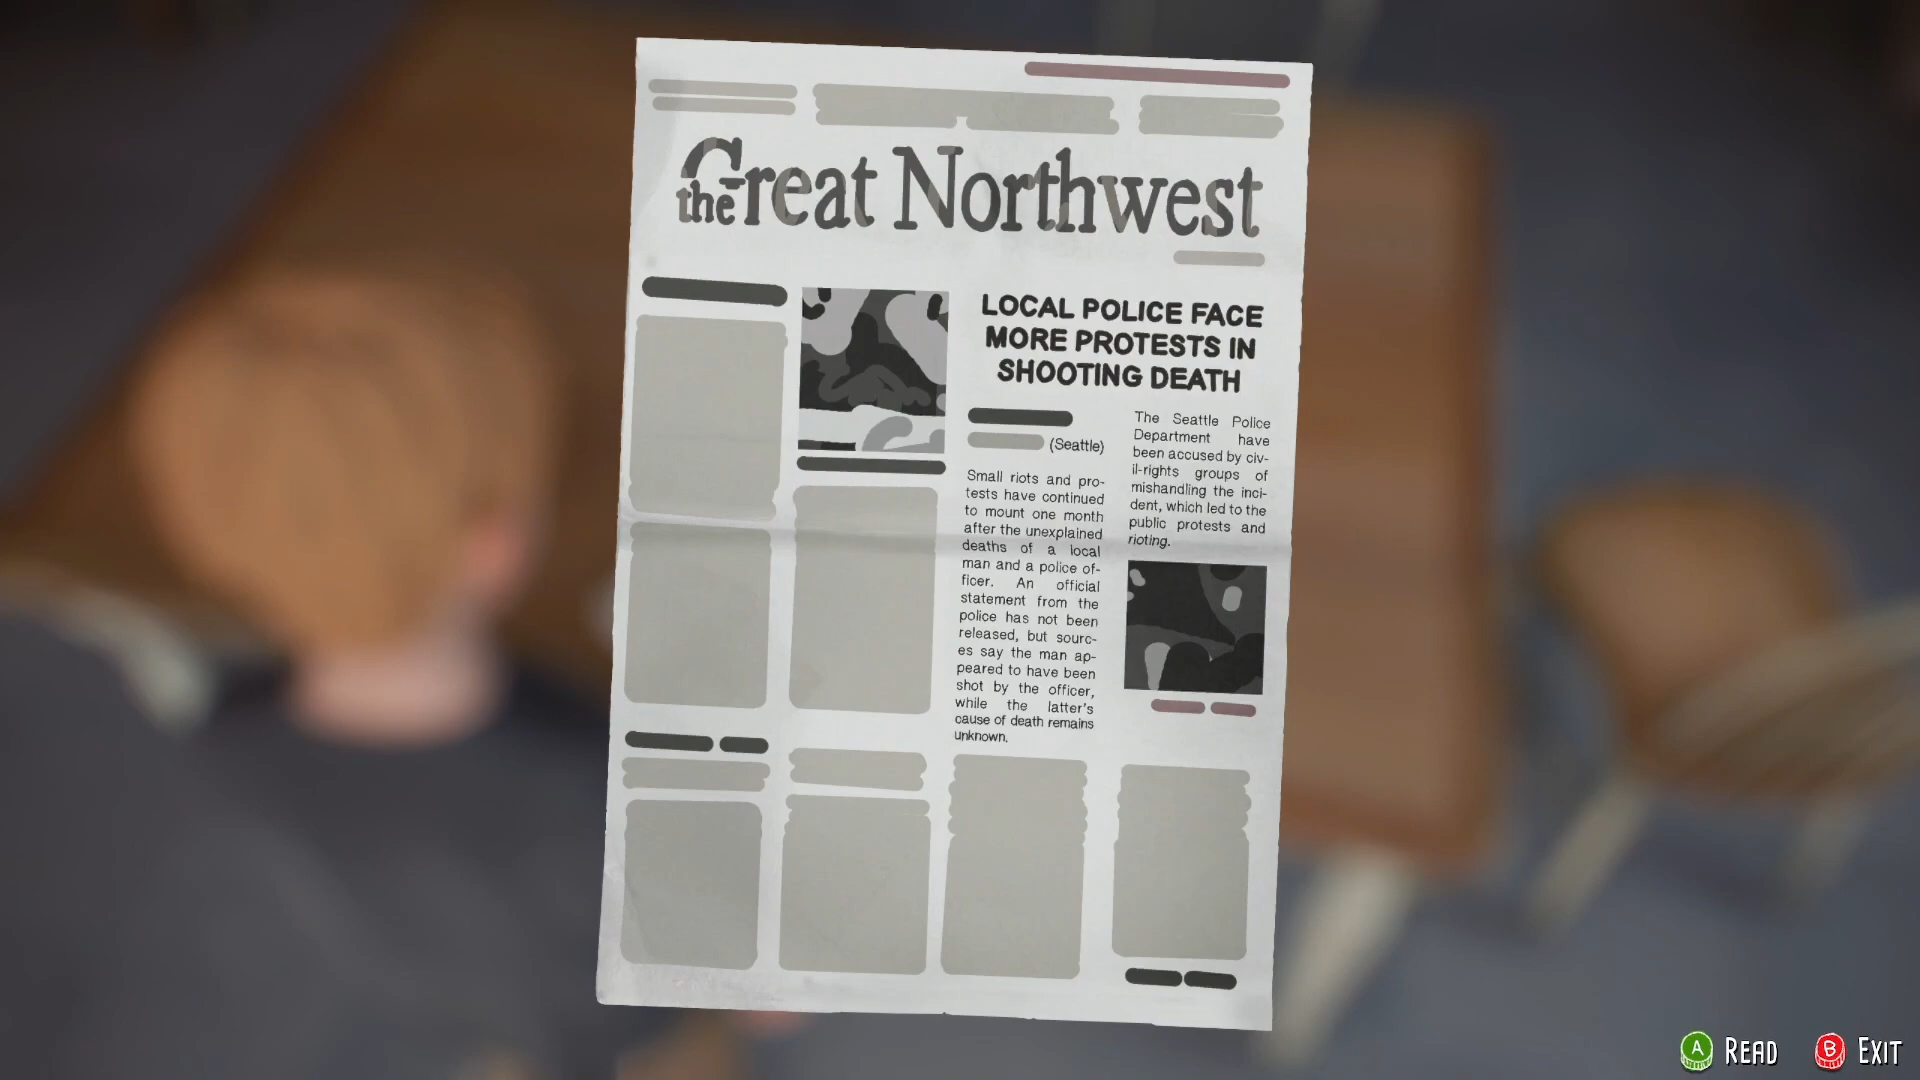 the Great Northwest
LOCAL POLICE FACE
MORE PROTESTS IN
SHOOTING DEATH
(Seattle)
Small riots and pro-
tests have continued
to mount one month
after the unexplained
deaths of a local
man and a police of-
ficer. An official
statement from the
police has not been
released, but sourc-
es say the man ap-
peared to have been
shot by the officer,
while the latter's
cause of death remains
unknown.
The Seattle Police
Department have
been accused by civ-
il-rights groups of
mishandling the inci-
dent, which led to the
public protests and
rioting.
A READ B EXIT